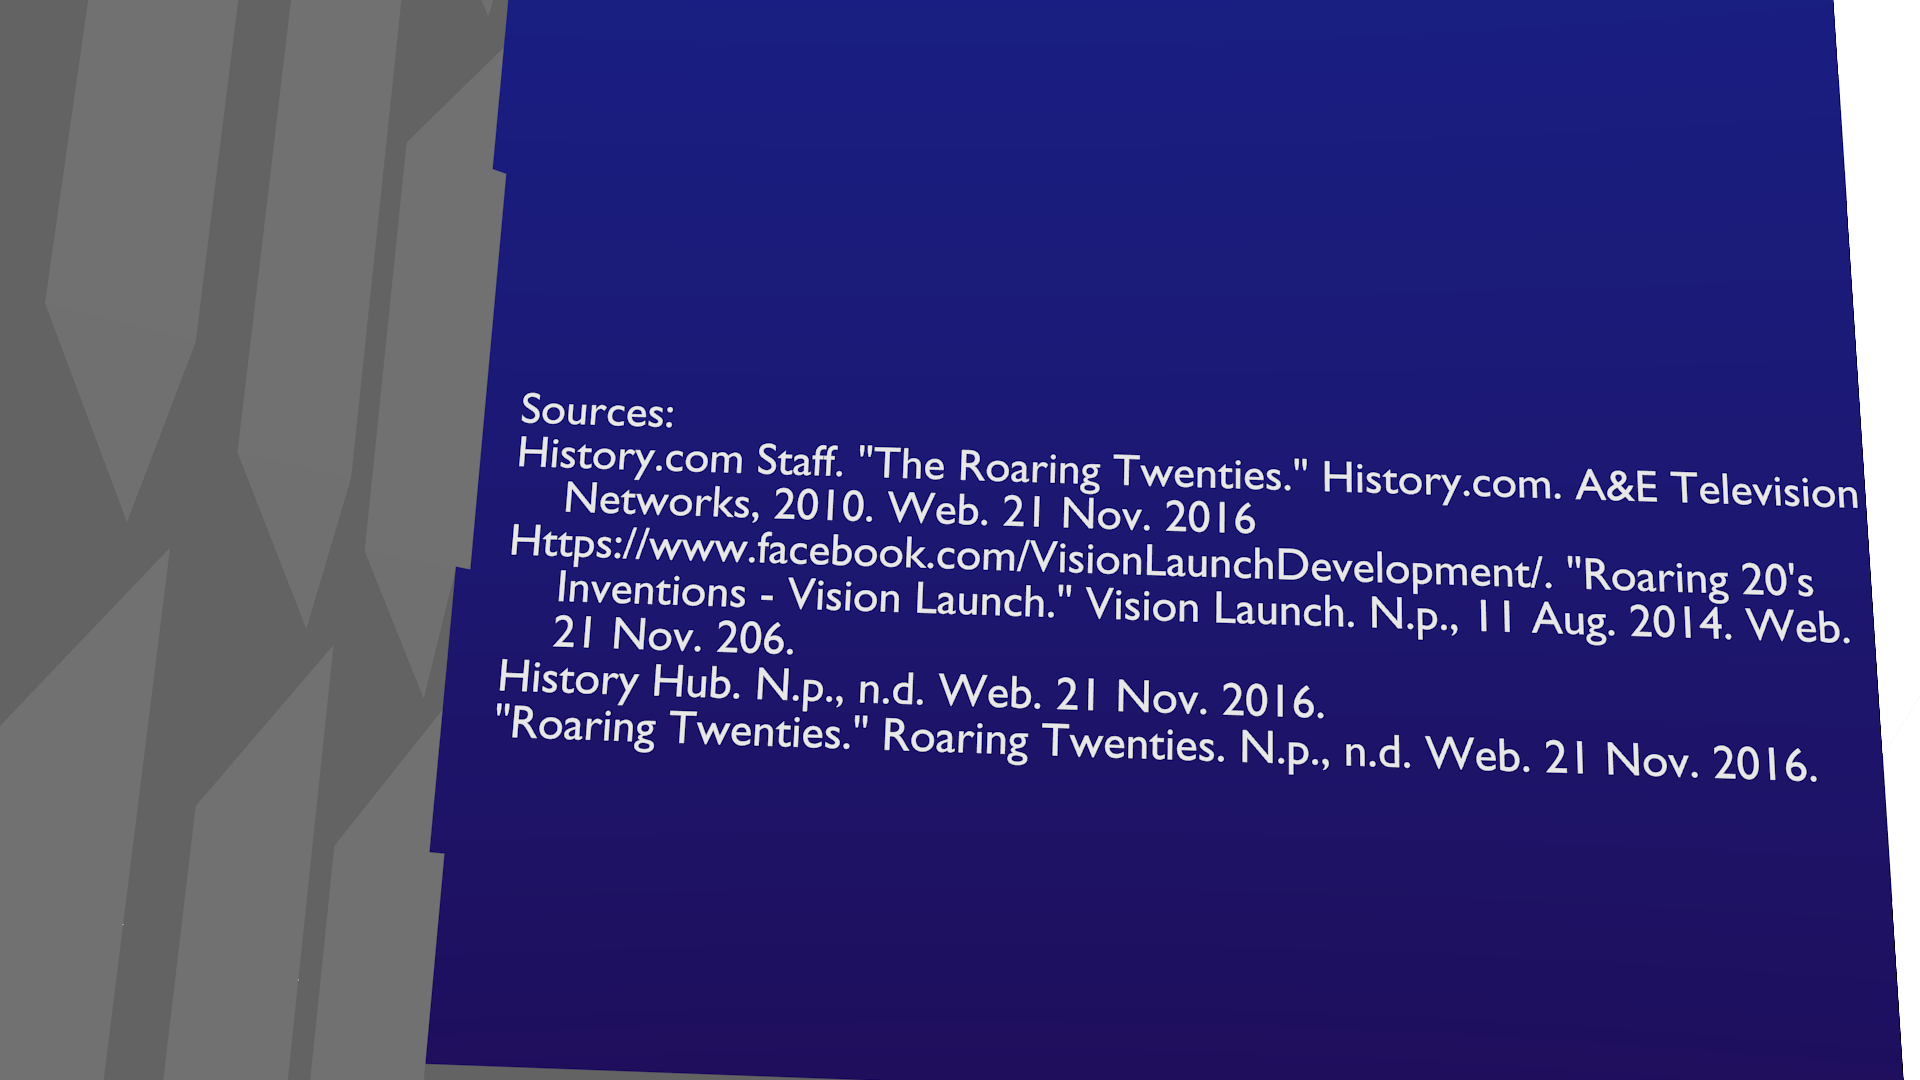 Sources:
History.com Staff. "The Roaring Twenties." History.com. A&E Television
Networks, 2010. Web. 21 Nov. 2016
Https://www.facebook.com/VisionLaunchDevelopment/. "Roaring 20's
Inventions - Vision Launch." Vision Launch. N.p., 11 Aug. 2014. Web.
21 Nov. 206.
History Hub. N.p., n.d. Web. 21 Nov. 2016.
"Roaring Twenties." Roaring Twenties. N.p., n.d. Web. 21 Nov. 2016.